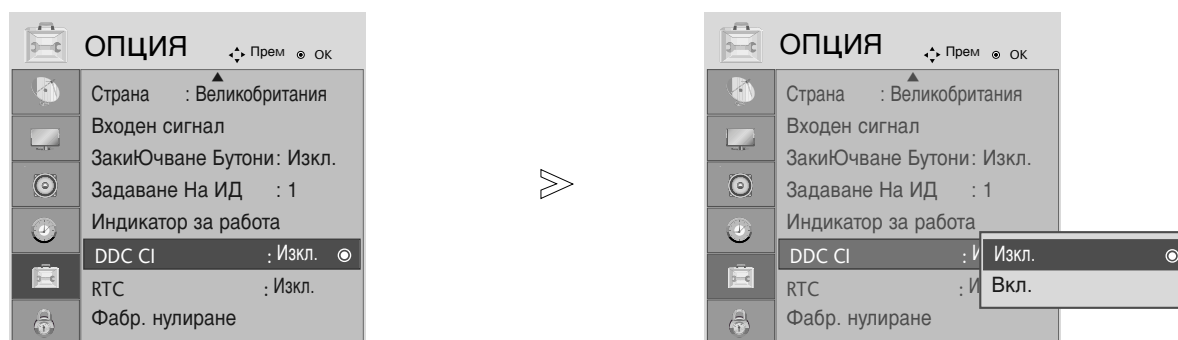 ОПЦИЯ Прем ОК
Страна : Великобритания
Входен сигнал
ЗакиЮчване Бутони: Изкл.
Задаване На ИД : 1
Индикатор за работа
DDC CI : Изкл.
RTC : Изкл.
Фабр. нулиране
ОПЦИЯ Прем ОК
Страна : Великобритания
Входен сигнал
ЗакиЮчване Бутони: Изкл.
Задаване На ИД : 1
Индикатор за работа
DDC CI : И
Изкл.
RTC : И
Вкл.
Фабр. нулиране